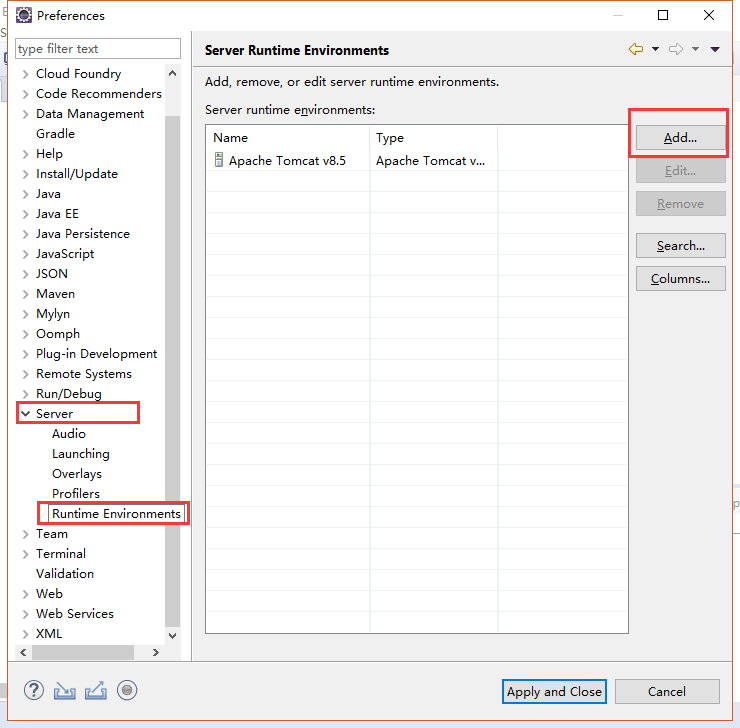 Preferences
type filter text
Cloud Foundry
Code Recommenders
Data Management
Gradle
Help
Install/Update
Java
Java EE
Java Persistence
JavaScript
JSON
Maven
Mylyn
Oomph
Plug-in Development
Remote Systems
Run/Debug
Server
Audio
Launching
Overlays
Profilers
Runtime Environments
Team
Terminal
Validation
Web
Web Services
XML
Server Runtime Environments
Add, remove, or edit server runtime environments.
Server runtime environments:
Name Type
Apache Tomcat v8.5 Apache Tomcat v...
Add...
Edit...
Remove
Search...
Columns...
Apply and Close
Cancel